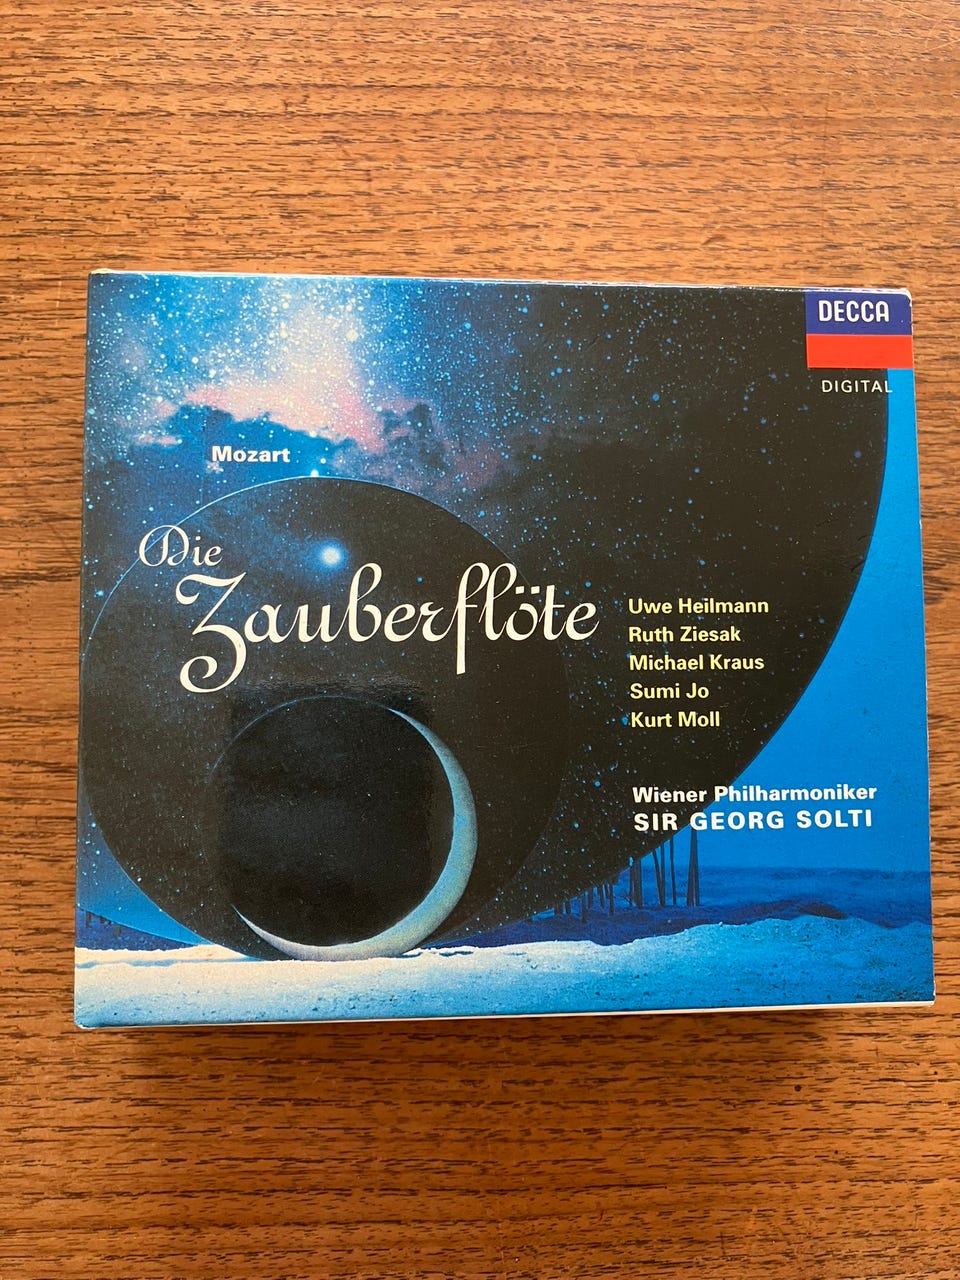 DECCA
DIGITAL
Mozart
Die
Zauberflöte
Uwe Heilmann
Ruth Ziesak
Michael Kraus
Sumi Jo
Kurt Moll
Wiener Philharmoniker
SIR GEORG SOLTI